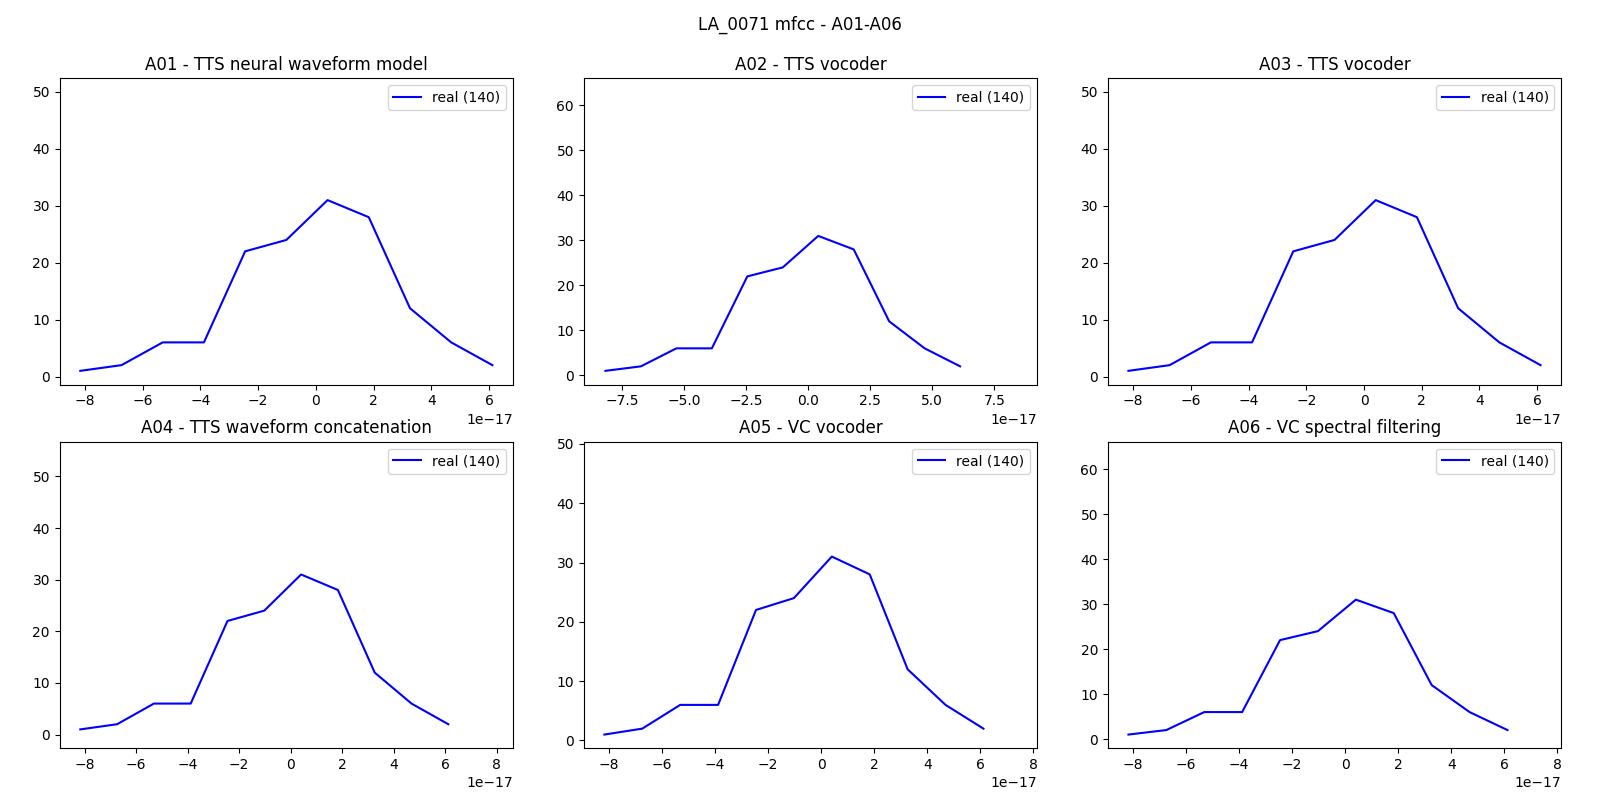 LA_0071 mfcc - A01-A06
A01 - TTS neural waveform model
50
40
30
20
10
0
real (140)
−8 −6 −4 −2 0 2 4 6
1e−17
A02 - TTS vocoder
60
50
40
30
20
10
0
real (140)
−7.5 −5.0 −2.5 0.0 2.5 5.0 7.5
1e−17
A03 - TTS vocoder
50
40
30
20
10
0
real (140)
−8 −6 −4 −2 0 2 4 6
1e−17
A04 - TTS waveform concatenation
50
40
30
20
10
0
real (140)
−8 −6 −4 −2 0 2 4 6 8
1e−17
A05 - VC vocoder
50
40
30
20
10
0
real (140)
−8 −6 −4 −2 0 2 4 6 8
1e−17
A06 - VC spectral filtering
60
50
40
30
20
10
0
real (140)
−8 −6 −4 −2 0 2 4 6 8
1e−17